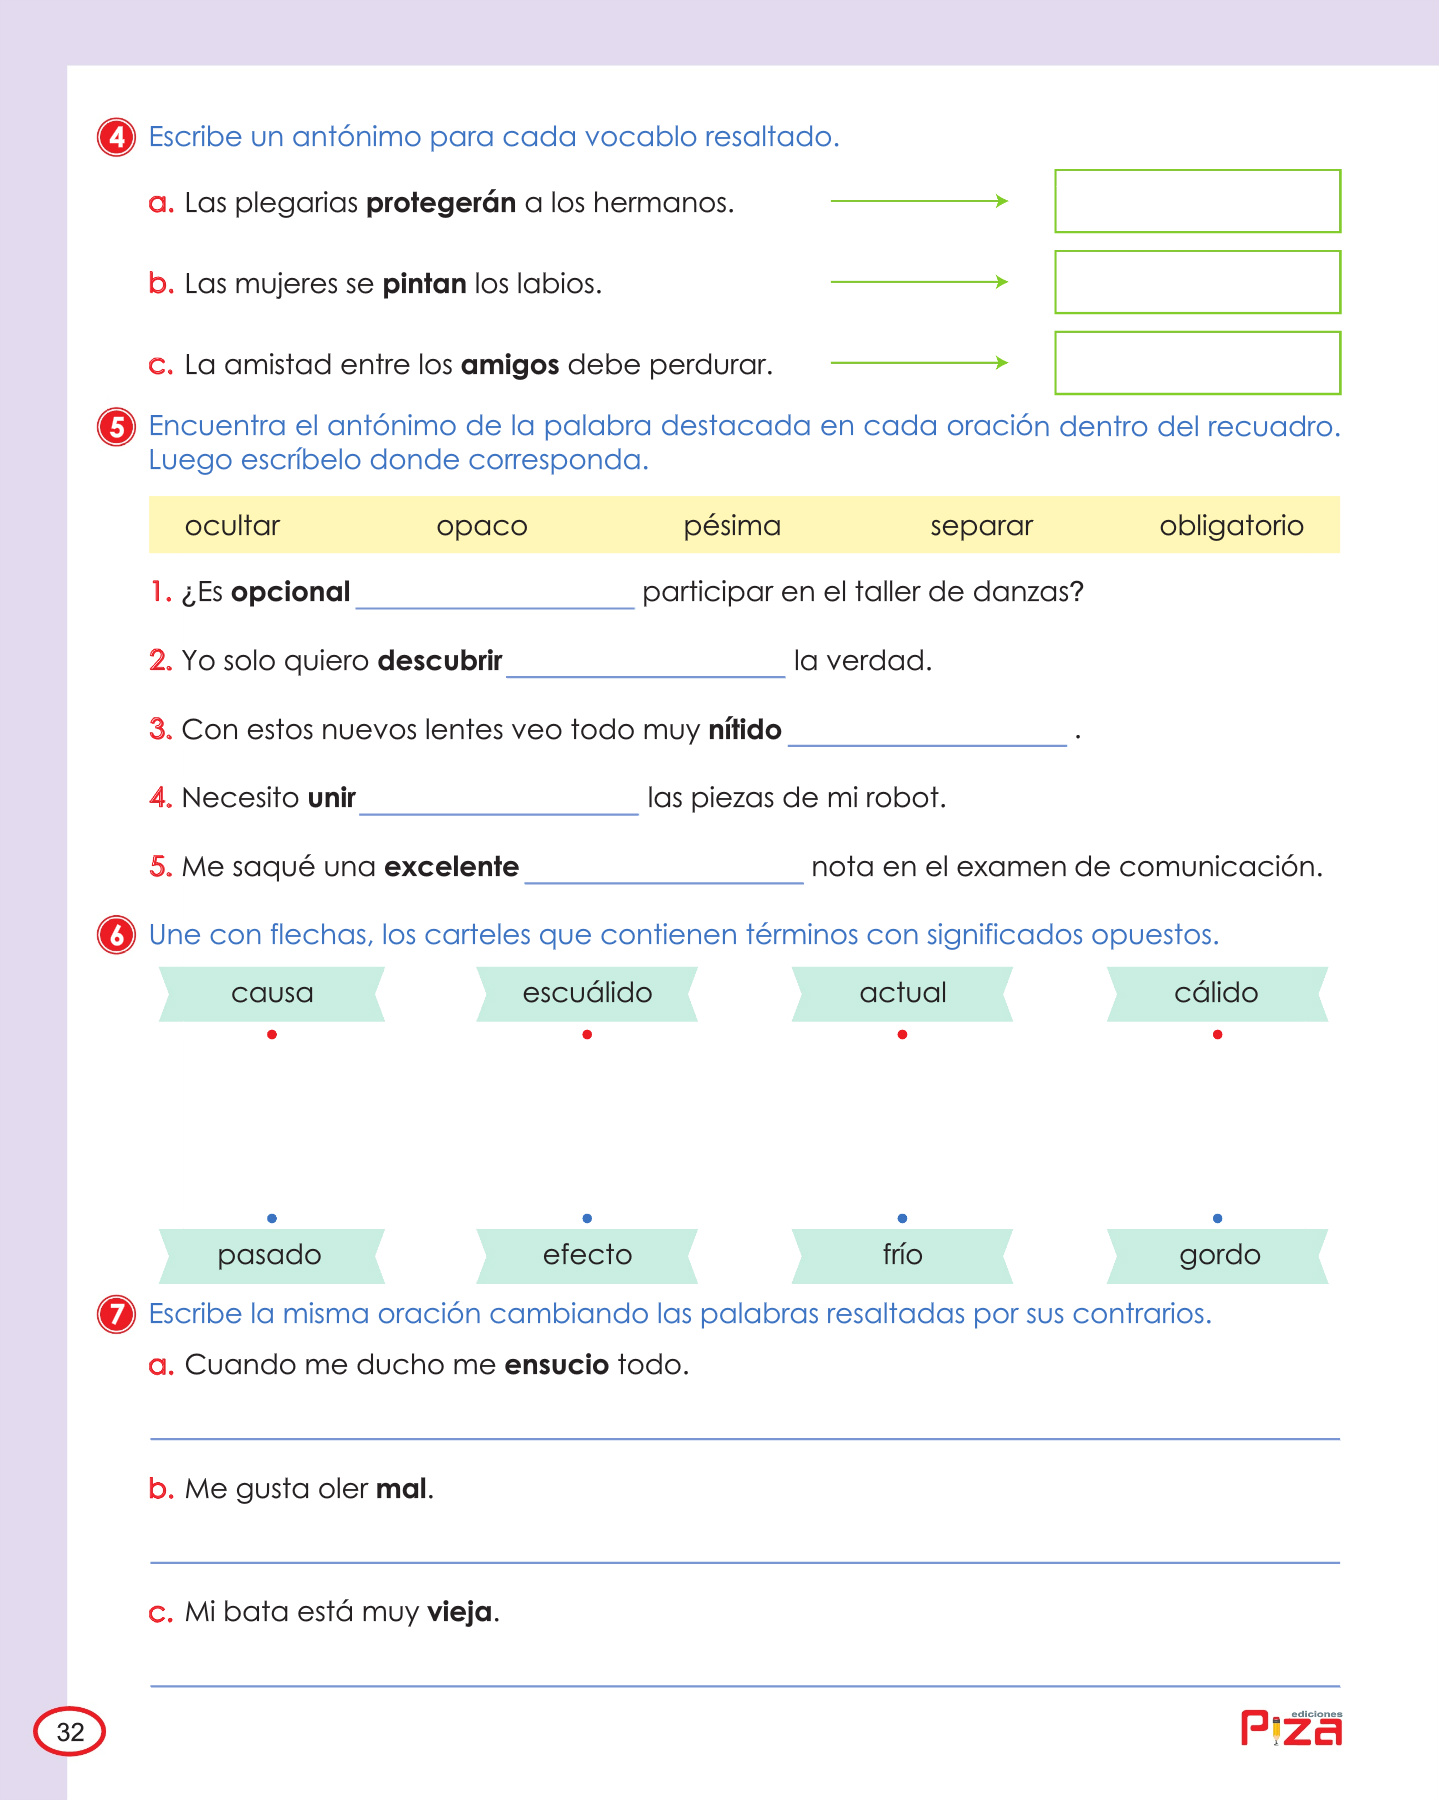 4 Escribe un antónimo para cada vocablo resaltado.
a. Las plegarias protegerán a los hermanos.
b. Las mujeres se pintan los labios.
c. La amistad entre los amigos debe perdurar.
5 Encuentra el antónimo de la palabra destacada en cada oración dentro del recuadro.
Luego escríbelo donde corresponda.
ocultar opaco pésima separar obligatorio
1. ¿Es opcional participar en el taller de danzas?
2. Yo solo quiero descubrir la verdad.
3. Con estos nuevos lentes veo todo muy nítido .
4. Necesito unir las piezas de mi robot.
5. Me saqué una excelente nota en el examen de comunicación.
6 Une con flechas, los carteles que contienen términos con significados opuestos.
causa escuálido actual cálido
pasado efecto frío gordo
7 Escribe la misma oración cambiando las palabras resaltadas por sus contrarios.
a. Cuando me ducho me ensucio todo.
b. Me gusta oler mal.
c. Mi bata está muy vieja.
32
ediciones
Piza